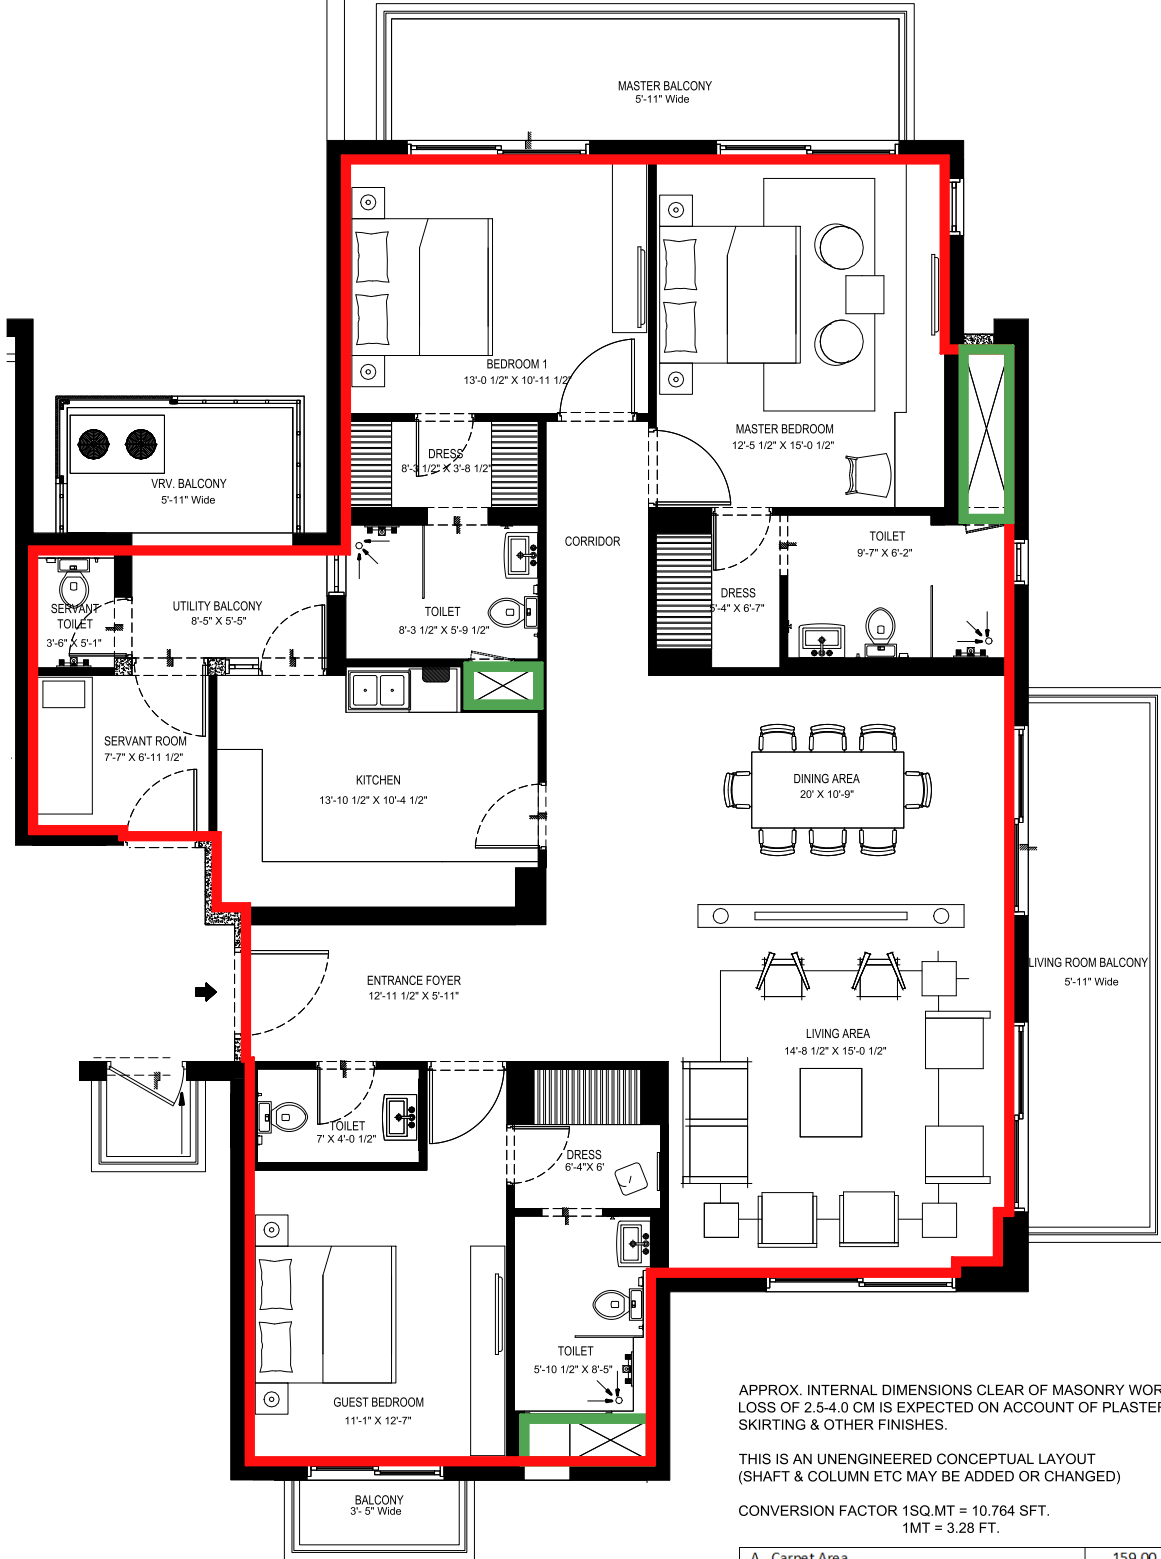 MASTER BALCONY
5'-11" Wide
BEDROOM 1
13'-0 1/2" X 10'-11 1/2"
MASTER BEDROOM
12'-5 1/2" X 15'-0 1/2"
DRESS
8'-3 1/2" X 3'-8 1/2"
VRV. BALCONY
5'-11" Wide
CORRIDOR
TOILET
9'-7" X 6'-2"
DRESS
5'-4" X 6'-7"
SERVANT
TOILET
3'-6" X 5'-1"
UTILITY BALCONY
8'-5" X 5'-5"
TOILET
8'-3 1/2" X 5'-9 1/2"
SERVANT ROOM
7'-7" X 6'-11 1/2"
KITCHEN
13'-10 1/2" X 10'-4 1/2"
DINING AREA
20' X 10'-9"
ENTRANCE FOYER
12'-11 1/2" X 5'-11"
LIVING ROOM BALCONY
5'-11" Wide
LIVING AREA
14'-8 1/2" X 15'-0 1/2"
TOILET
7' X 4'-0 1/2"
DRESS
6'-4"X 6'
TOILET
5'-10 1/2" X 8'-5"
GUEST BEDROOM
11'-1" X 12'-7"
BALCONY
3'- 5" Wide
APPROX. INTERNAL DIMENSIONS CLEAR OF MASONRY WOR
LOSS OF 2.5-4.0 CM IS EXPECTED ON ACCOUNT OF PLASTER
SKIRTING & OTHER FINISHES.
THIS IS AN UNENGINEERED CONCEPTUAL LAYOUT
(SHAFT & COLUMN ETC MAY BE ADDED OR CHANGED)
CONVERSION FACTOR 1SQ.MT = 10.764 SFT.
1MT = 3.28 FT.
A Carpet Area 159.00